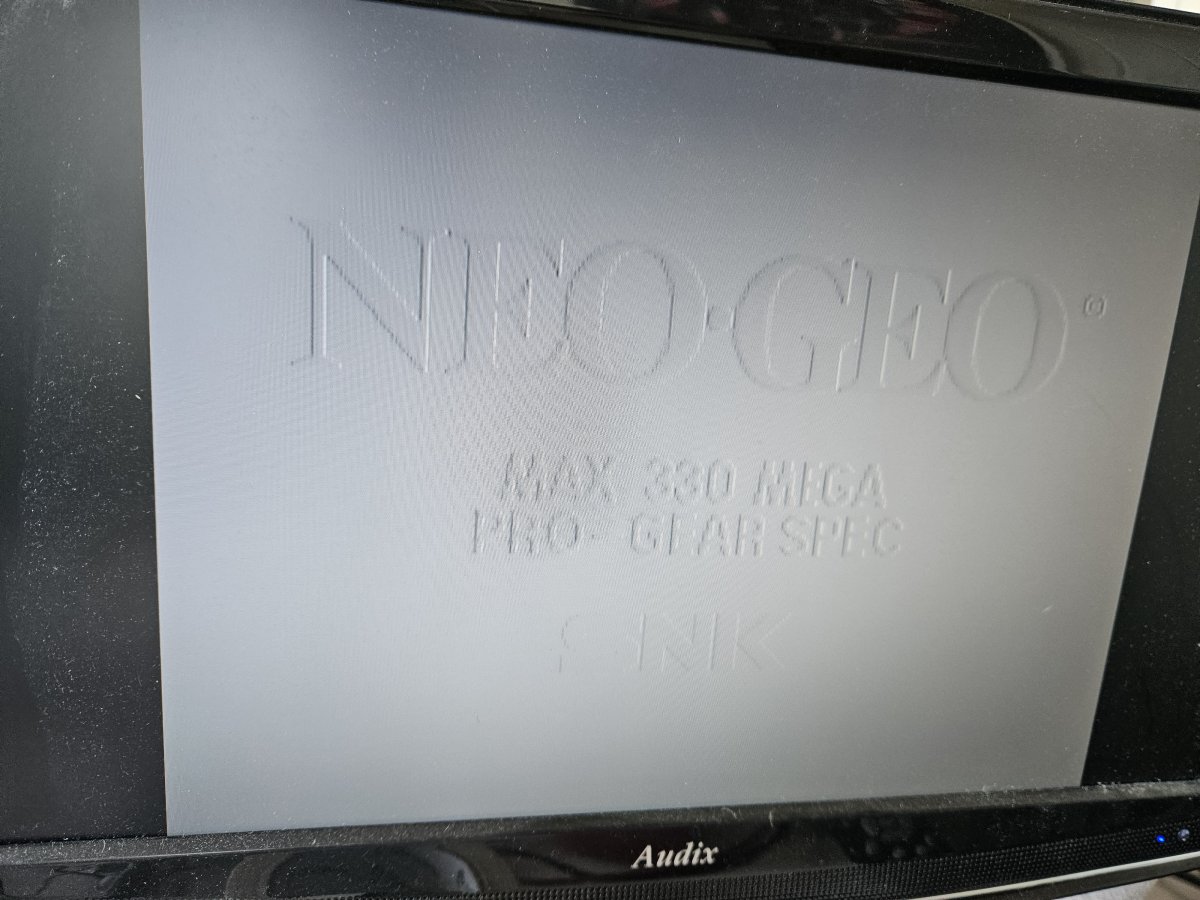 NEO·GEO©
MAX 330 MEGA
PRO- GEAR SPEC
SNK
Audix